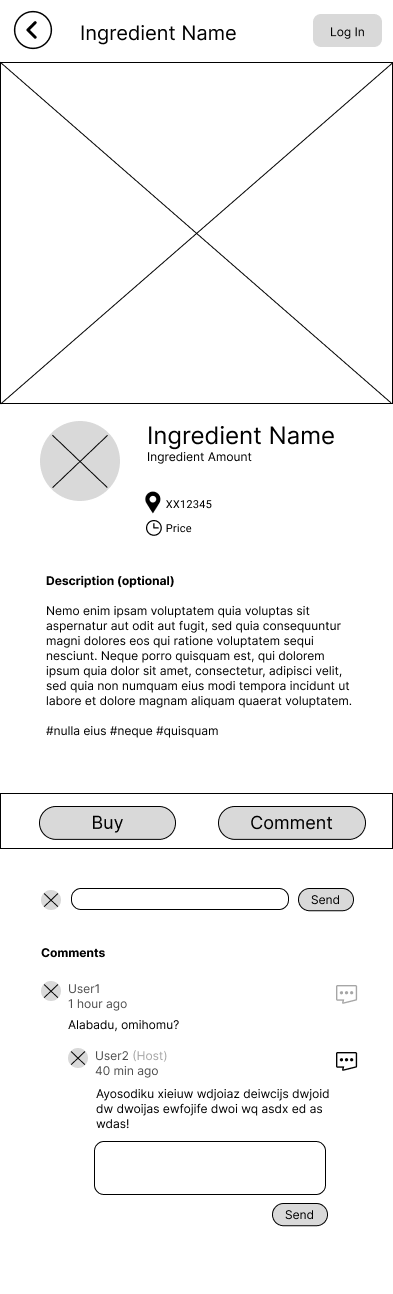 Ingredient Name
Log In
Ingredient Name
Ingredient Amount
XX12345
Price
Description (optional)
Nemo enim ipsam voluptatem quia voluptas sit
aspernatur aut odit aut fugit, sed quia consequuntur
magni dolores eos qui ratione voluptatem sequi
nesciunt. Neque porro quisquam est, qui dolorem
ipsum quia dolor sit amet, consectetur, adipisci velit,
sed quia non numquam eius modi tempora incidunt ut
labore et dolore magnam aliquam quaerat voluptatem.
#nulla eius #neque #quisquam
Buy
Comment
Send
Comments
User1
1 hour ago
Alabadu, omihomu?
User2 (Host)
40 min ago
Ayosodiku xieiuw wdjoiaz deiwcijs dwjoid
dw dwoijas ewfojife dwoi wq asdx ed as
wdas!
Send